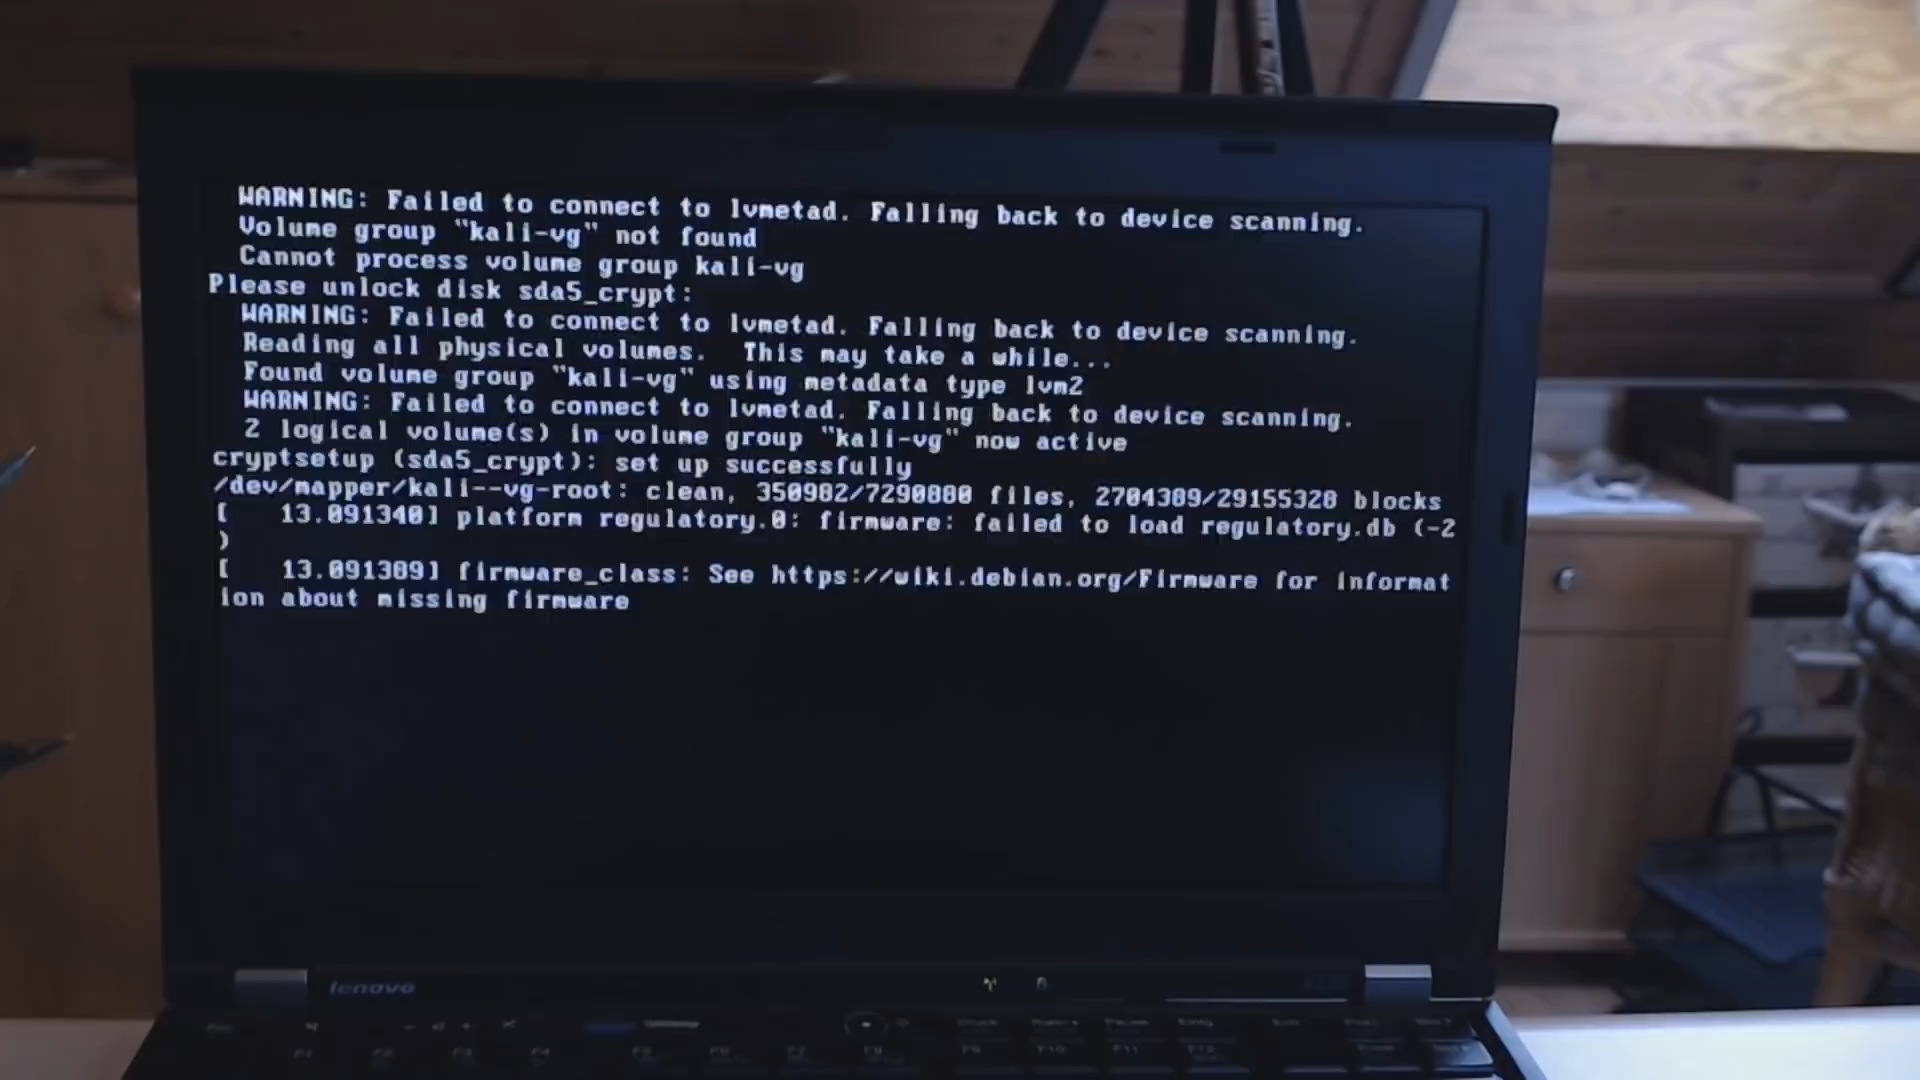 WARNING: Failed to connect to lvmetad. Falling back to device scanning.
Volume group "kali-vg" not found
Cannot process volume group kali-vg
Please unlock disk sda5_crypt:
WARNING: Failed to connect to lvmetad. Falling back to device scanning.
Reading all physical volumes.  This may take a while...
Found volume group "kali-vg" using metadata type lvm2
WARNING: Failed to connect to lvmetad. Falling back to device scanning.
2 logical volume(s) in volume group "kali-vg" now active
cryptsetup (sda5_crypt): set up successfully
/dev/mapper/kali--vg-root: clean, 350982/7290880 files, 2704389/29155328 blocks
[   13.091340] platform regulatory.0: firmware: failed to load regulatory.db (-2
)
[   13.091389] firmware_class: See https://wiki.debian.org/Firmware for informat
ion about missing firmware
lenovo
F9 F10 F11 F12